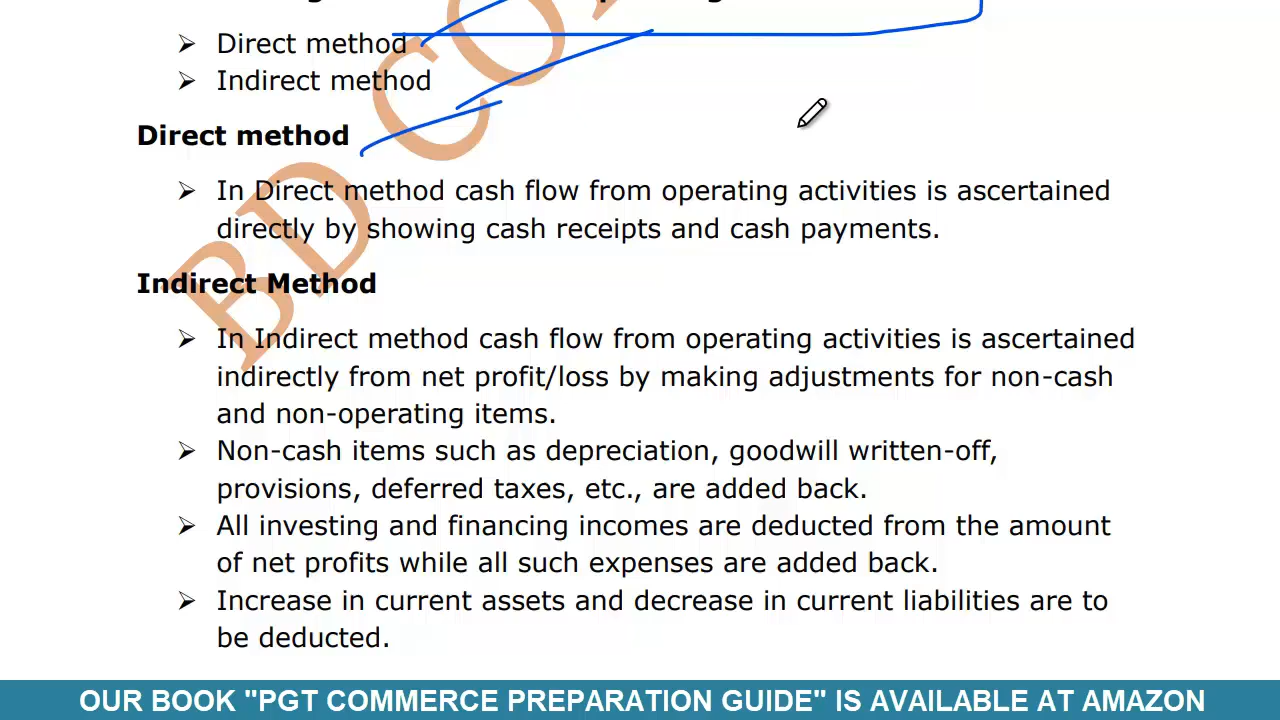 ➢ Direct method
➢ Indirect method
Direct method
➢ In Direct method cash flow from operating activities is ascertained
directly by showing cash receipts and cash payments.
Indirect Method
➢ In Indirect method cash flow from operating activities is ascertained
indirectly from net profit/loss by making adjustments for non-cash
and non-operating items.
➢ Non-cash items such as depreciation, goodwill written-off,
provisions, deferred taxes, etc., are added back.
➢ All investing and financing incomes are deducted from the amount
of net profits while all such expenses are added back.
➢ Increase in current assets and decrease in current liabilities are to
be deducted.
BD CO
OUR BOOK "PGT COMMERCE PREPARATION GUIDE" IS AVAILABLE AT AMAZON